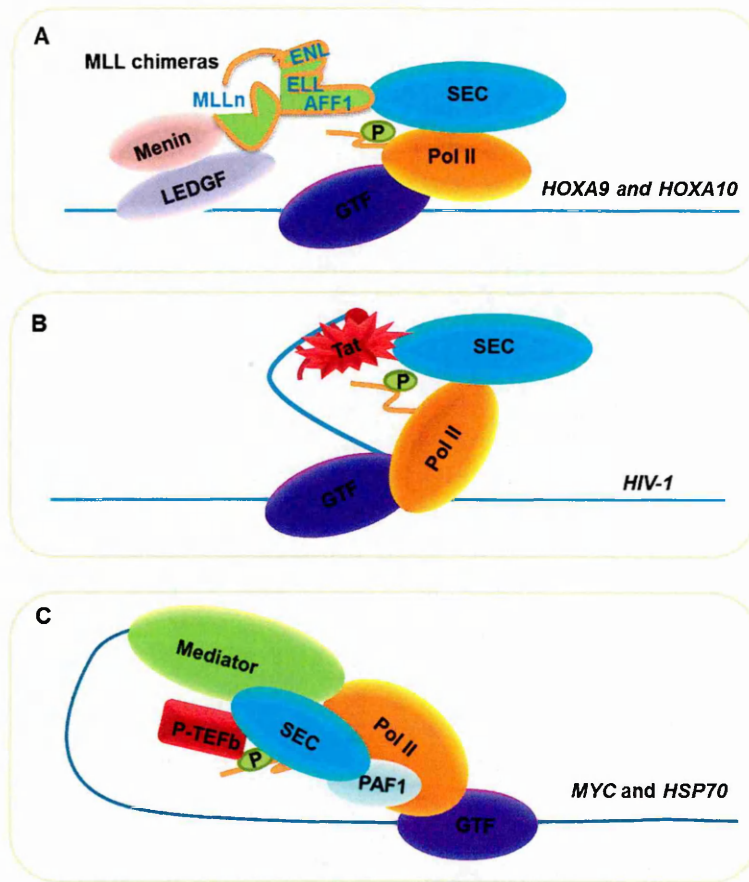 A
MLL chimeras
ENL
ELL
MLLn
AFF1
SEC
P
Menin
Pol II
LEDGF
GTF
HOXA9 and HOXA10
B
Tat
SEC
P
Pol II
GTF
HIV-1
C
Mediator
P-TEFb
SEC
Pol II
P
PAF1
MYC and HSP70
GTF